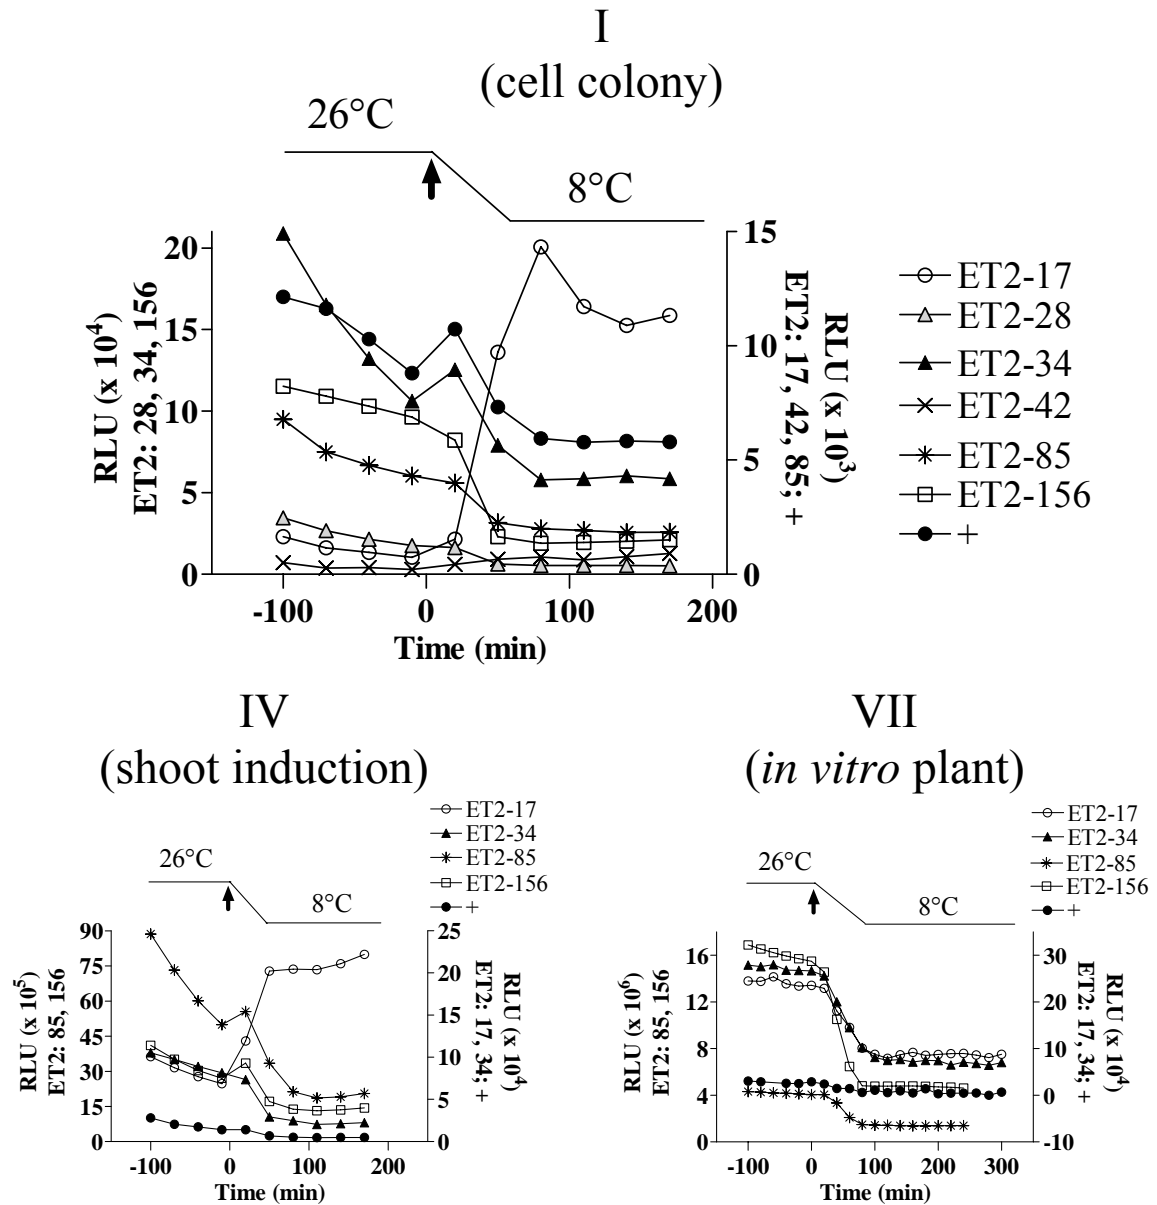 I
(cell colony)
26°C
8°C
RLU (x 10⁴)
ET2: 28, 34, 156
20
15
10
5
0
15
10
5
0
RLU (x 10³)
ET2: 17, 42, 85; +
-100 0 100 200
Time (min)
ET2-17
ET2-28
ET2-34
ET2-42
ET2-85
ET2-156
+
IV
(shoot induction)
ET2-17
ET2-34
ET2-85
ET2-156
+
26°C
8°C
RLU (x 10⁵)
ET2: 85, 156
90
75
60
45
30
15
0
25
20
15
10
5
0
RLU (x 10⁴)
ET2: 17, 34; +
-100 0 100 200
Time (min)
VII
(in vitro plant)
ET2-17
ET2-34
ET2-85
ET2-156
+
26°C
8°C
RLU (x 10⁶)
ET2: 85, 156
16
12
8
4
0
30
20
10
0
-10
RLU (x 10⁴)
ET2: 17, 34; +
-100 0 100 200 300
Time (min)